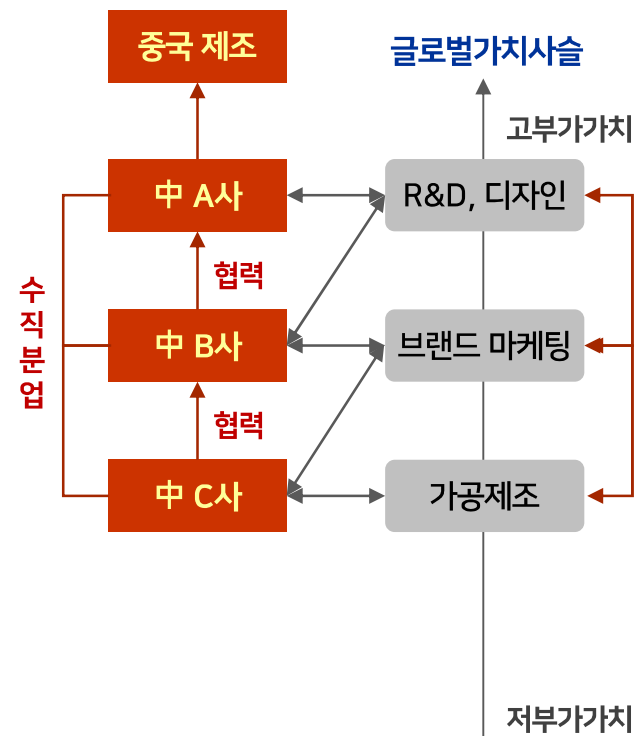 중국 제조
글로벌가치사슬
고부가가치
中 A사
R&D, 디자인
협력
수직분업
中 B사
브랜드 마케팅
협력
中 C사
가공제조
저부가가치